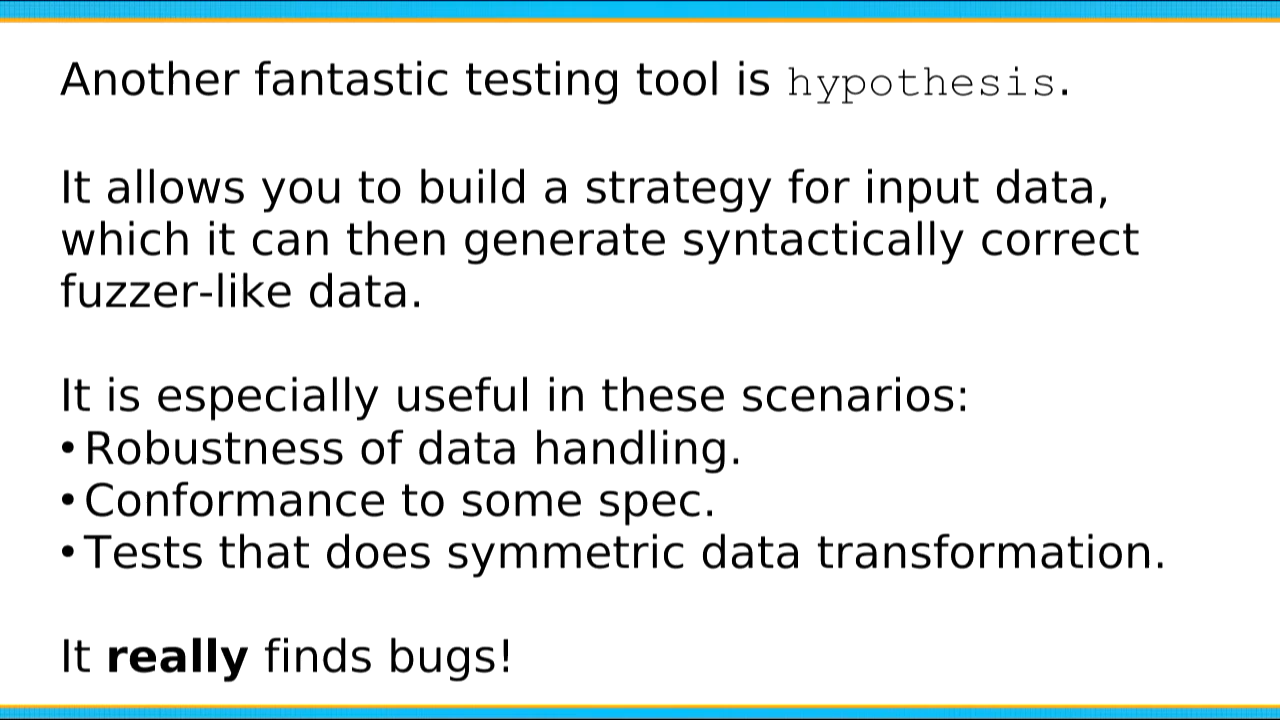 Another fantastic testing tool is hypothesis.
It allows you to build a strategy for input data,
which it can then generate syntactically correct
fuzzer-like data.
It is especially useful in these scenarios:
•Robustness of data handling.
•Conformance to some spec.
•Tests that does symmetric data transformation.
It really finds bugs!